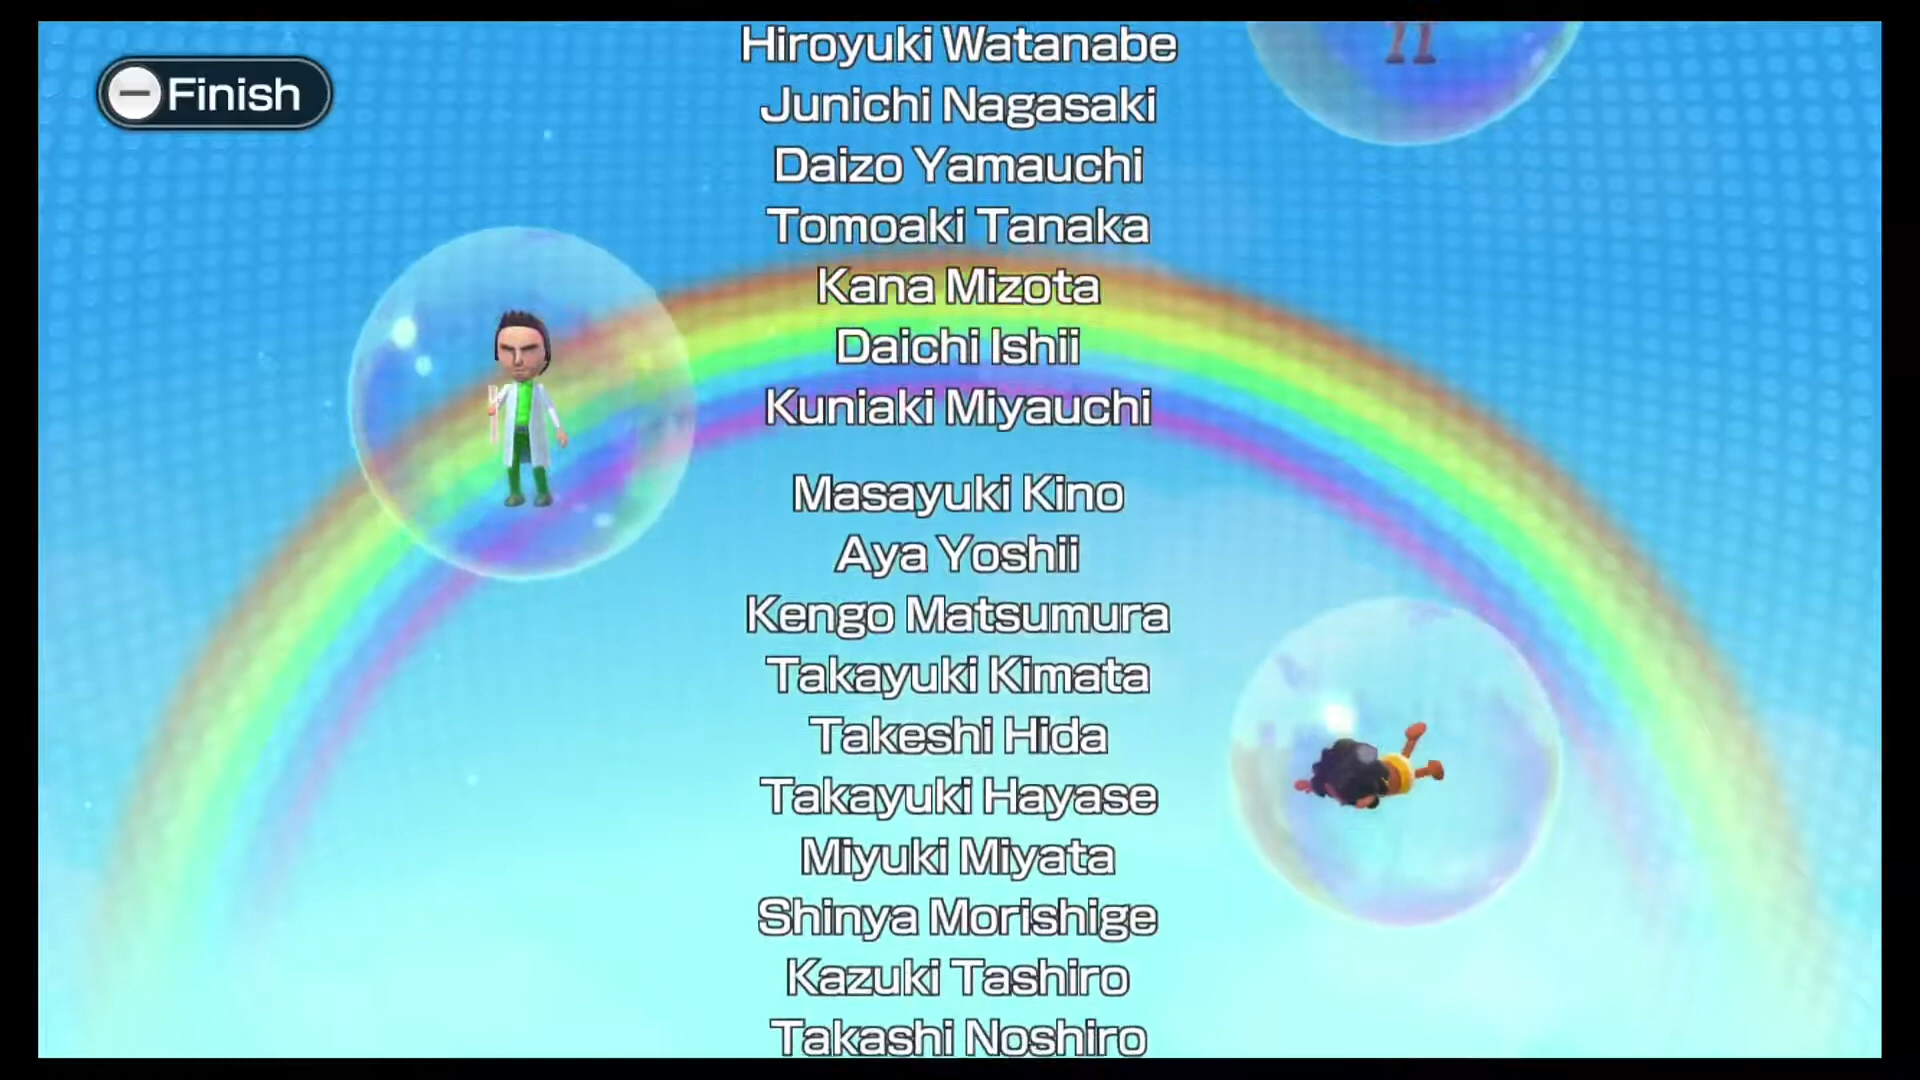 Finish
Hiroyuki Watanabe
Junichi Nagasaki
Daizo Yamauchi
Tomoaki Tanaka
Kana Mizota
Daichi Ishii
Kuniaki Miyauchi
Masayuki Kino
Aya Yoshii
Kengo Matsumura
Takayuki Kimata
Takeshi Hida
Takayuki Hayase
Miyuki Miyata
Shinya Morishige
Kazuki Tashiro
Takashi Noshiro